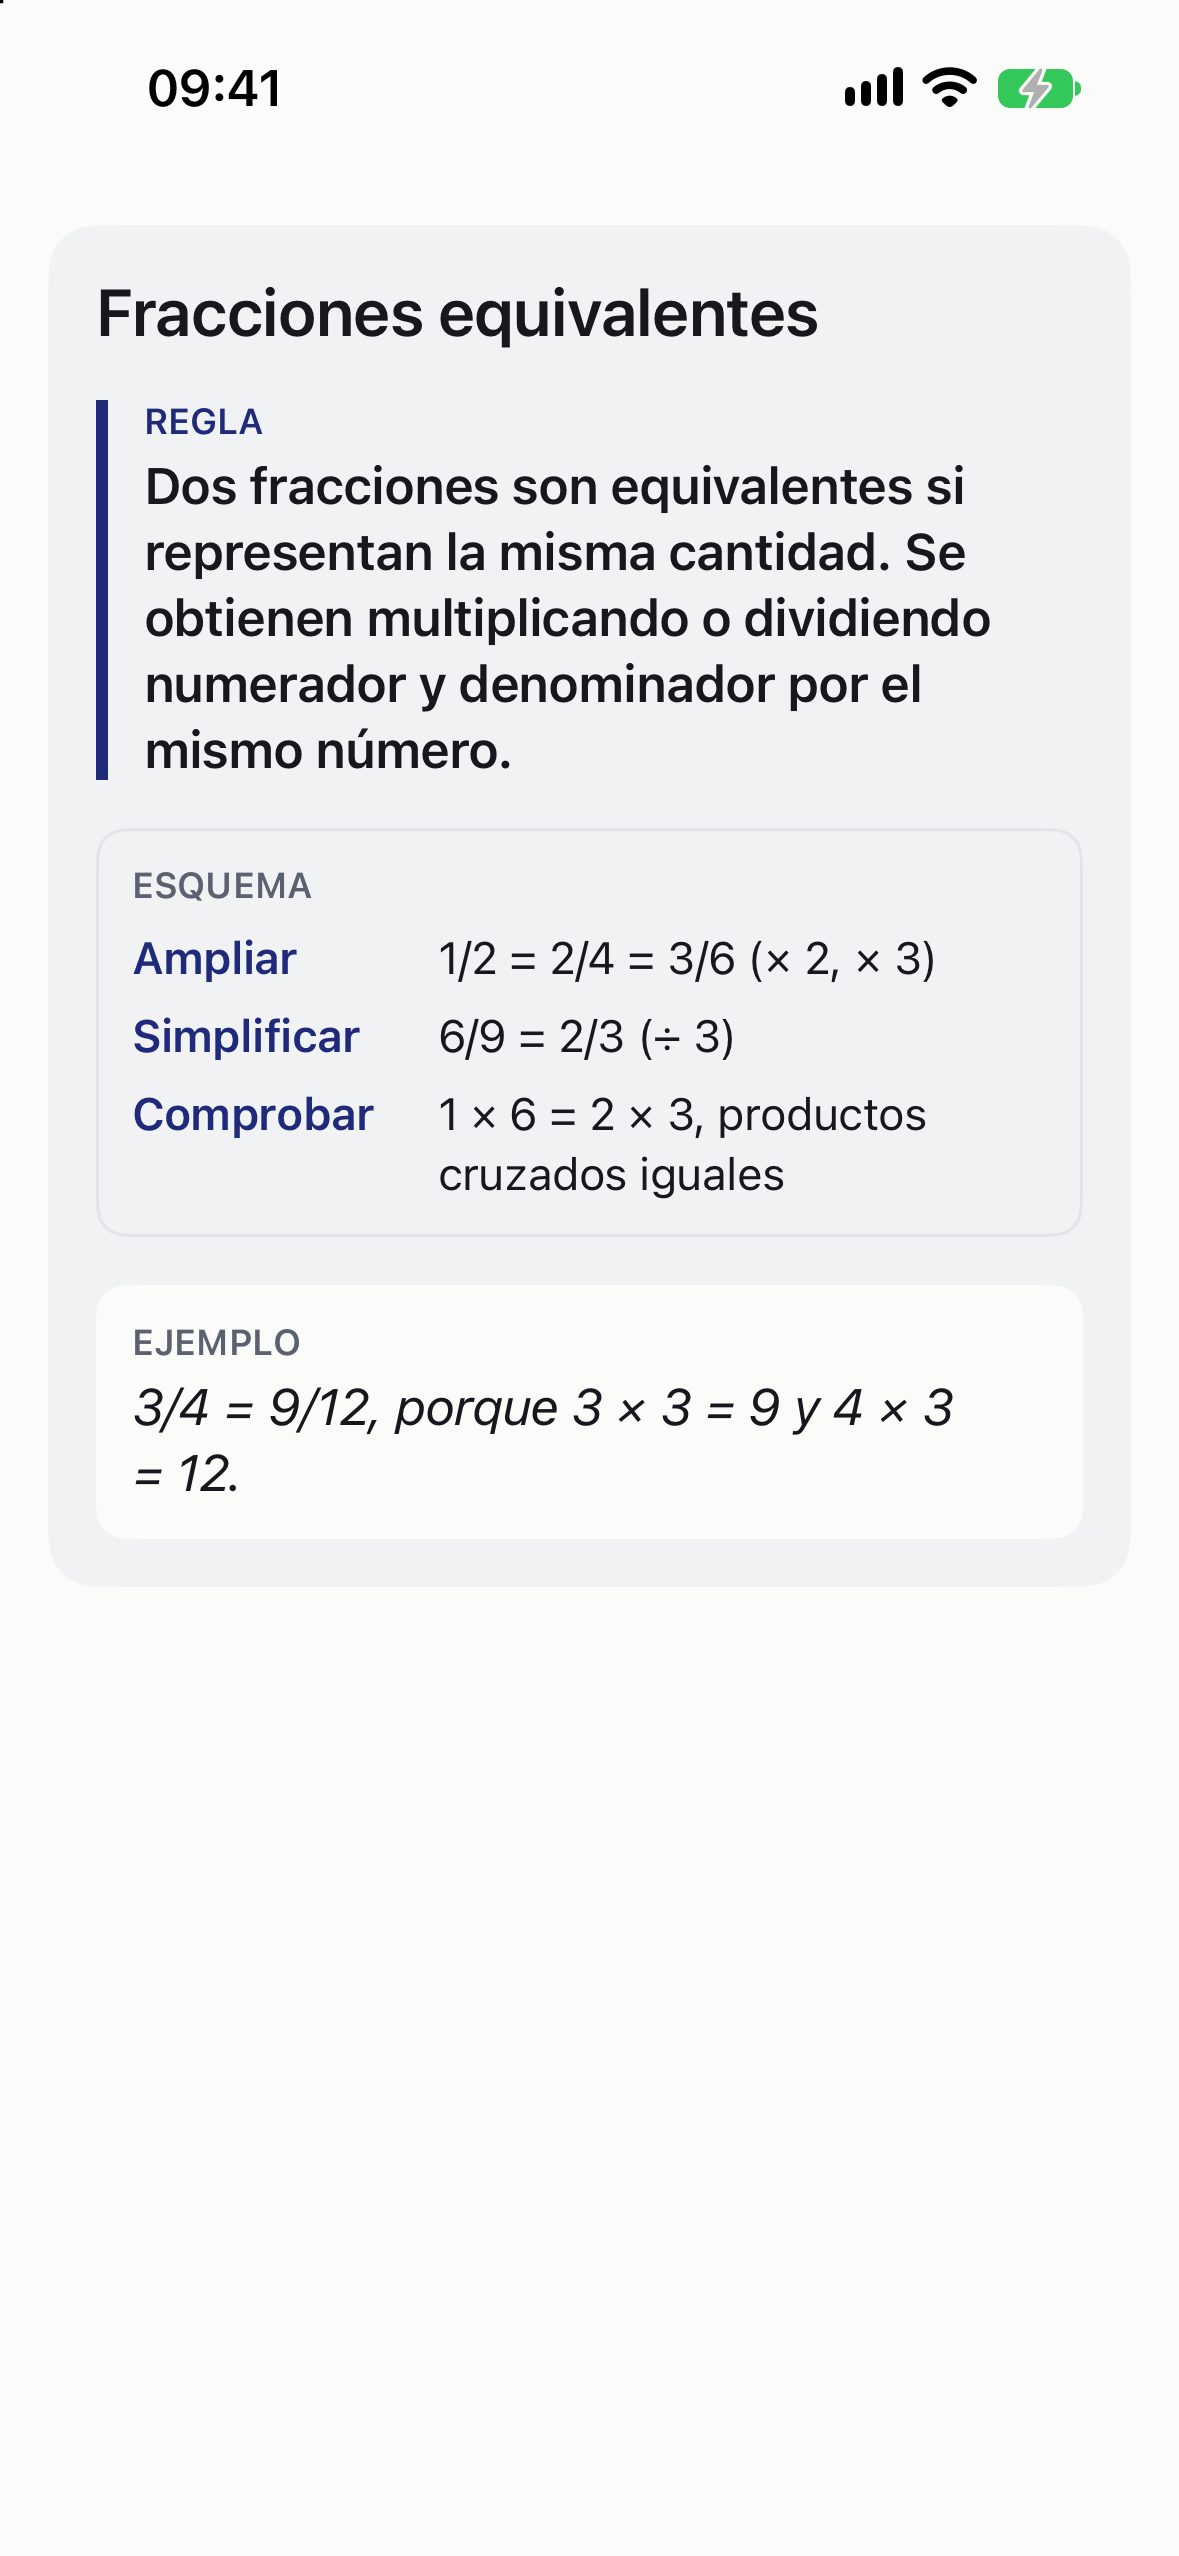 09:41
Fracciones equivalentes
REGLA
Dos fracciones son equivalentes si
representan la misma cantidad. Se
obtienen multiplicando o dividiendo
numerador y denominador por el
mismo número.
ESQUEMA
Ampliar 1/2 = 2/4 = 3/6 (× 2, × 3)
Simplificar 6/9 = 2/3 (÷ 3)
Comprobar 1 × 6 = 2 × 3, productos
cruzados iguales
EJEMPLO
3/4 = 9/12, porque 3 × 3 = 9 y 4 × 3
= 12.